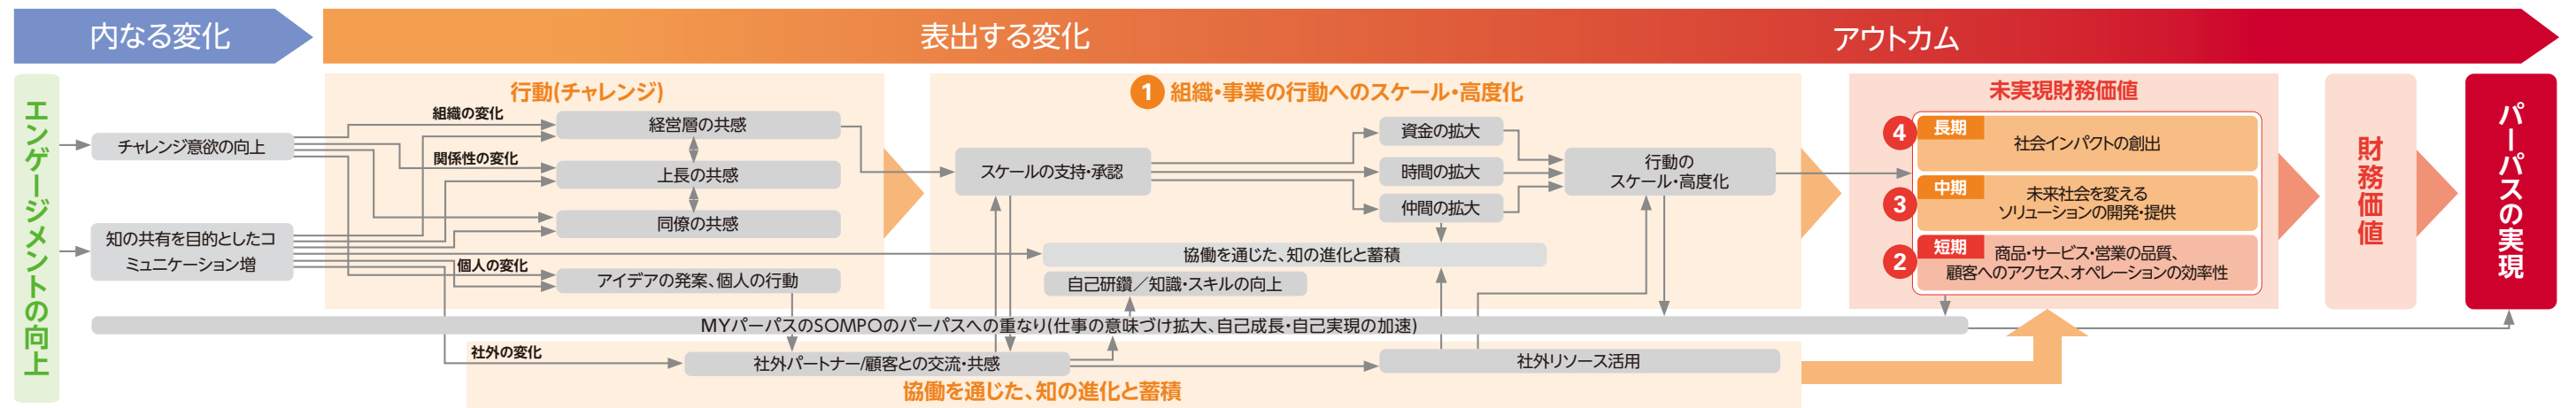 内なる変化
表出する変化
アウトカム
エンゲージメントの向上
チャレンジ意欲の向上
知の共有を目的としたコ
ミュニケーション増
行動(チャレンジ)
組織の変化
経営層の共感
関係性の変化
上長の共感
同僚の共感
個人の変化
アイデアの発案、個人の行動
1 組織・事業の行動へのスケール・高度化
スケールの支持・承認
資金の拡大
時間の拡大
仲間の拡大
行動の
スケール・高度化
協働を通じた、知の進化と蓄積
自己研鑽／知識・スキルの向上
MYパーパスのSOMPOのパーパスへの重なり(仕事の意味づけ拡大、自己成長・自己実現の加速)
社外の変化
社外パートナー/顧客との交流・共感
社外リソース活用
協働を通じた、知の進化と蓄積
未実現財務価値
4 長期
社会インパクトの創出
3 中期
未来社会を変える
ソリューションの開発・提供
2 短期
商品・サービス・営業の品質、
顧客へのアクセス、オペレーションの効率性
財務価値
パーパスの実現